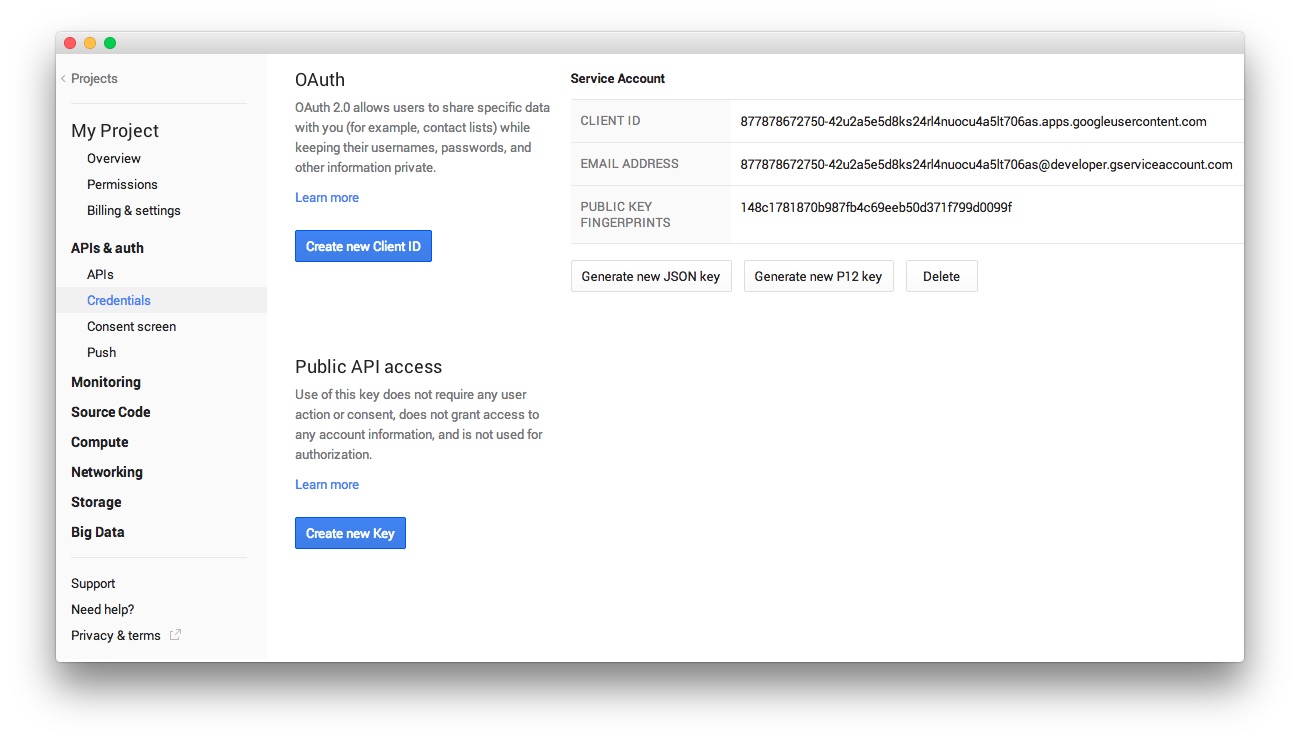 Projects
My Project
Overview
Permissions
Billing & settings
APIs & auth
APIs
Credentials
Consent screen
Push
Monitoring
Source Code
Compute
Networking
Storage
Big Data
Support
Need help?
Privacy & terms
OAuth
OAuth 2.0 allows users to share specific data
with you (for example, contact lists) while
keeping their usernames, passwords, and
other information private.
Learn more
Create new Client ID
Service Account
CLIENT ID
877878672750-42u2a5e5d8ks24rl4nuocu4a5lt706as.apps.googleusercontent.com
EMAIL ADDRESS
877878672750-42u2a5e5d8ks24rl4nuocu4a5lt706as@developer.gserviceaccount.com
PUBLIC KEY
FINGERPRINTS
148c1781870b987fb4c69eeb50d371f799d0099f
Generate new JSON key
Generate new P12 key
Delete
Public API access
Use of this key does not require any user
action or consent, does not grant access to
any account information, and is not used for
authorization.
Learn more
Create new Key